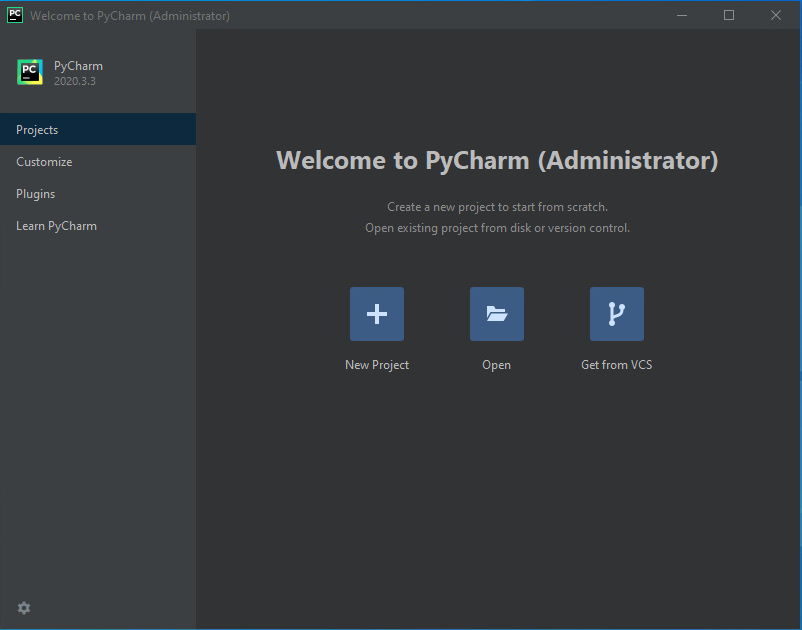 PC Welcome to PyCharm (Administrator)
PC PyCharm
2020.3.3
Projects
Customize
Plugins
Learn PyCharm
Welcome to PyCharm (Administrator)
Create a new project to start from scratch.
Open existing project from disk or version control.
New Project
Open
Get from VCS